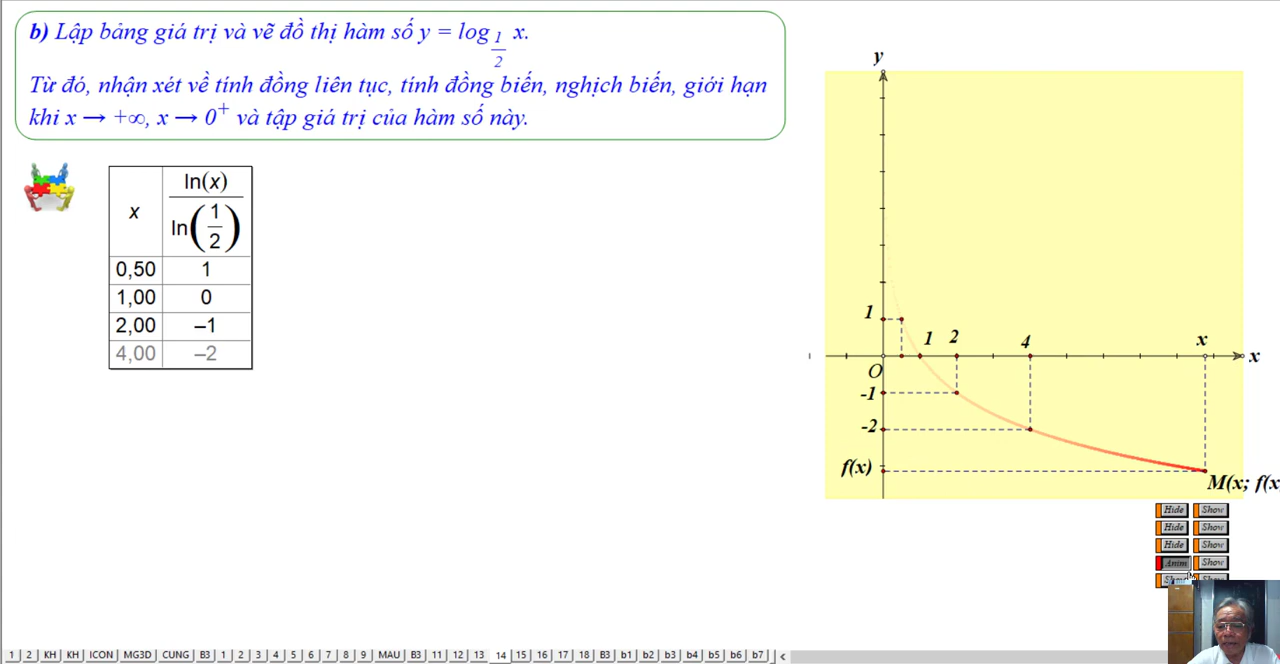 b) Lập bảng giá trị và vẽ đồ thị hàm số y = log 1/2 x.
Từ đó, nhận xét về tính đồng liên tục, tính đồng biến, nghịch biến, giới hạn
khi x → +∞, x → 0⁺ và tập giá trị của hàm số này.
x ln(x)/ln(1/2)
0,50 1
1,00 0
2,00 –1
4,00 –2
y
1
1 2 4 x x
O
-1
-2
f(x)
M(x; f(x
Hide Show
Hide Show
Hide Show
Anim Show
1 2 KH KH ICON MG3D CUNG B3 1 2 3 4 5 6 7 8 9 MAU B3 11 12 13 14 15 16 17 18 B3 b1 b2 b3 b4 b5 b6 b7 <